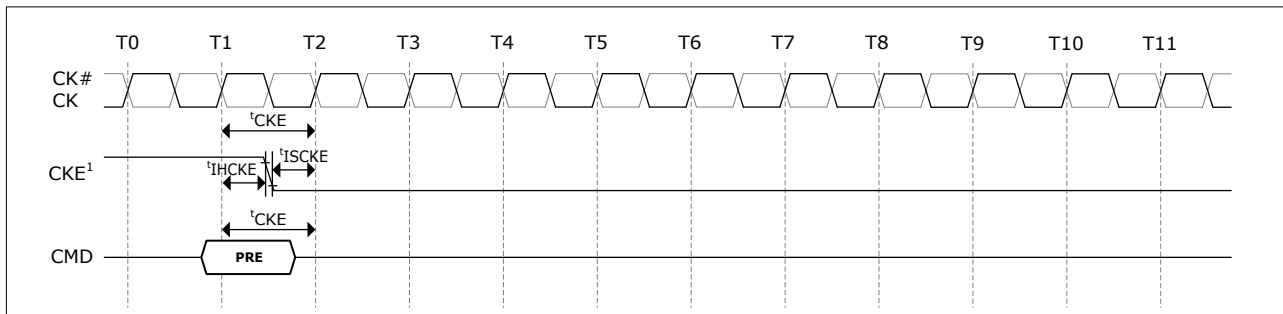 T0 T1 T2 T3 T4 T5 T6 T7 T8 T9 T10 T11
CK#
CK
tCKE
tISCKE
CKE1
tIHCKE
tCKE
CMD
PRE